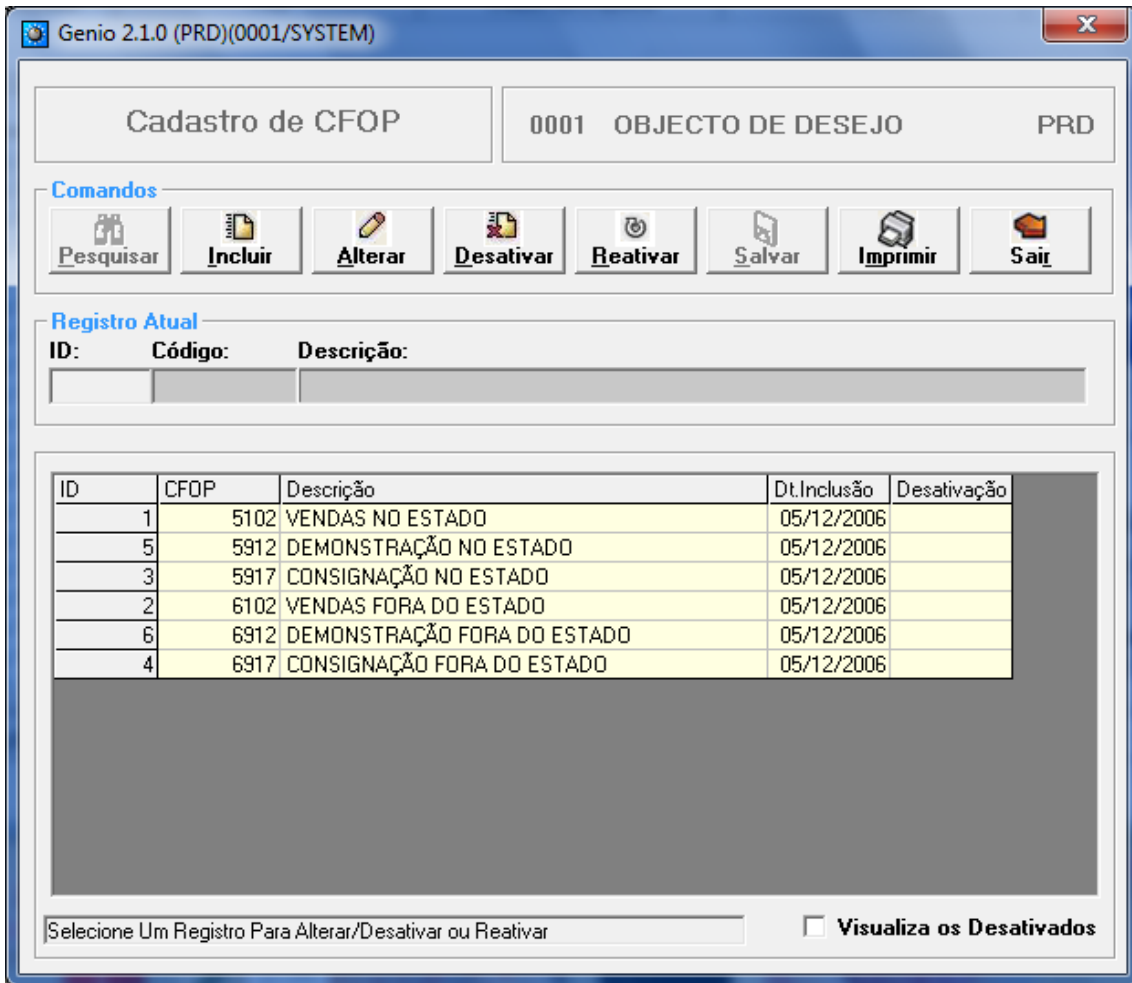 Genio 2.1.0 (PRD)(0001/SYSTEM)
Cadastro de CFOP 0001 OBJECTO DE DESEJO PRD
Comandos
Pesquisar Incluir Alterar Desativar Reativar Salvar Imprimir Sair
Registro Atual
ID: Código: Descrição:
ID CFOP Descrição Dt.Inclusão Desativação
1 5102 VENDAS NO ESTADO 05/12/2006
5 5912 DEMONSTRAÇÃO NO ESTADO 05/12/2006
3 5917 CONSIGNAÇÃO NO ESTADO 05/12/2006
2 6102 VENDAS FORA DO ESTADO 05/12/2006
6 6912 DEMONSTRAÇÃO FORA DO ESTADO 05/12/2006
4 6917 CONSIGNAÇÃO FORA DO ESTADO 05/12/2006
Selecione Um Registro Para Alterar/Desativar ou Reativar Visualiza os Desativados